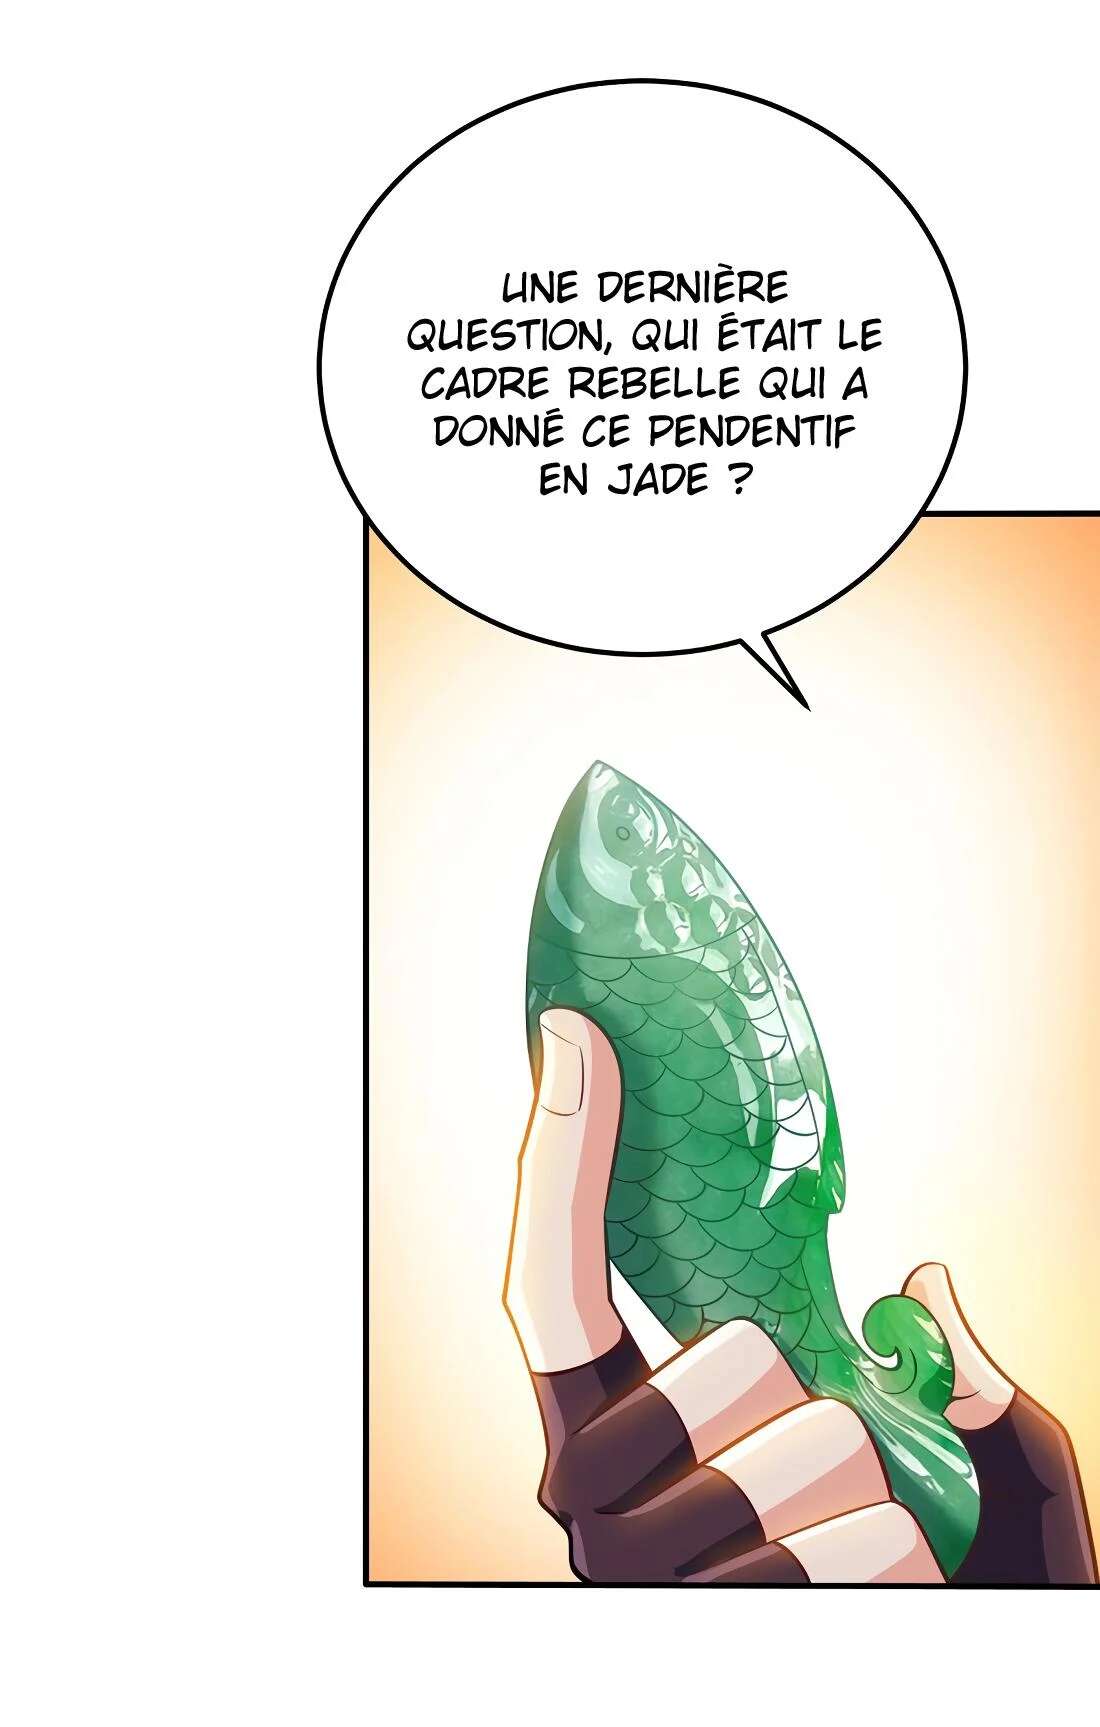 UNE DERNIÈRE
QUESTION, QUI ÉTAIT LE
CADRE REBELLE QUI A
DONNÉ CE PENDENTIF
EN JADE ?